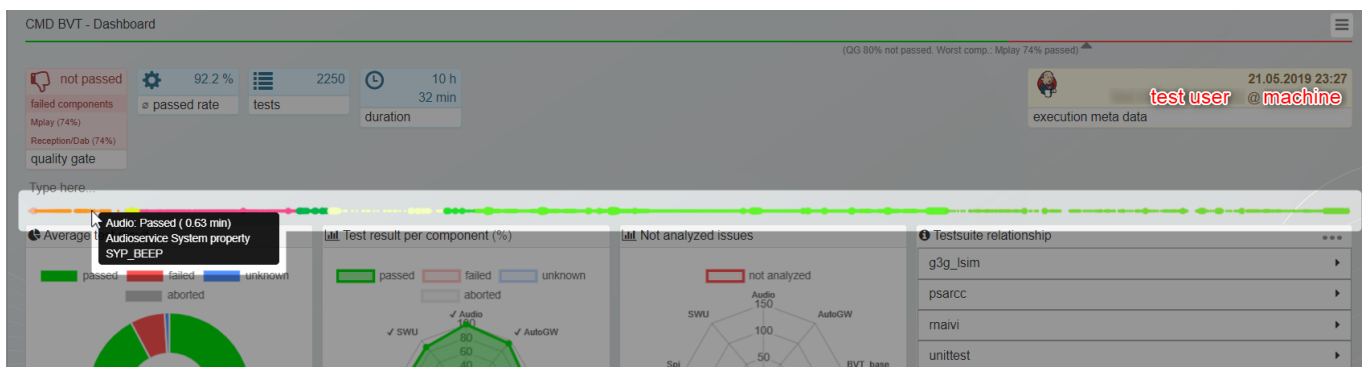 CMD BVT - Dashboard
(QG 80% not passed. Worst comp.: Mplay 74% passed)
not passed
failed components
Mplay (74%)
Reception/Dab (74%)
quality gate
92.2 %
⌀ passed rate
2250
tests
10 h
32 min
duration
21.05.2019 23:27
test user @ machine
execution meta data
Type here...
Audio: Passed ( 0.63 min)
Audioservice System property
SYP_BEEP
Average t
passed failed unknown
aborted
Test result per component (%)
passed failed unknown
aborted
✓ Audio
✓ SWU
✓ AutoGW
100
80
60
40
Not analyzed issues
not analyzed
Audio
150
SWU
AutoGW
100
50
Spi
BVT_base
Testsuite relationship
g3g_lsim
psarcc
rnaivi
unittest